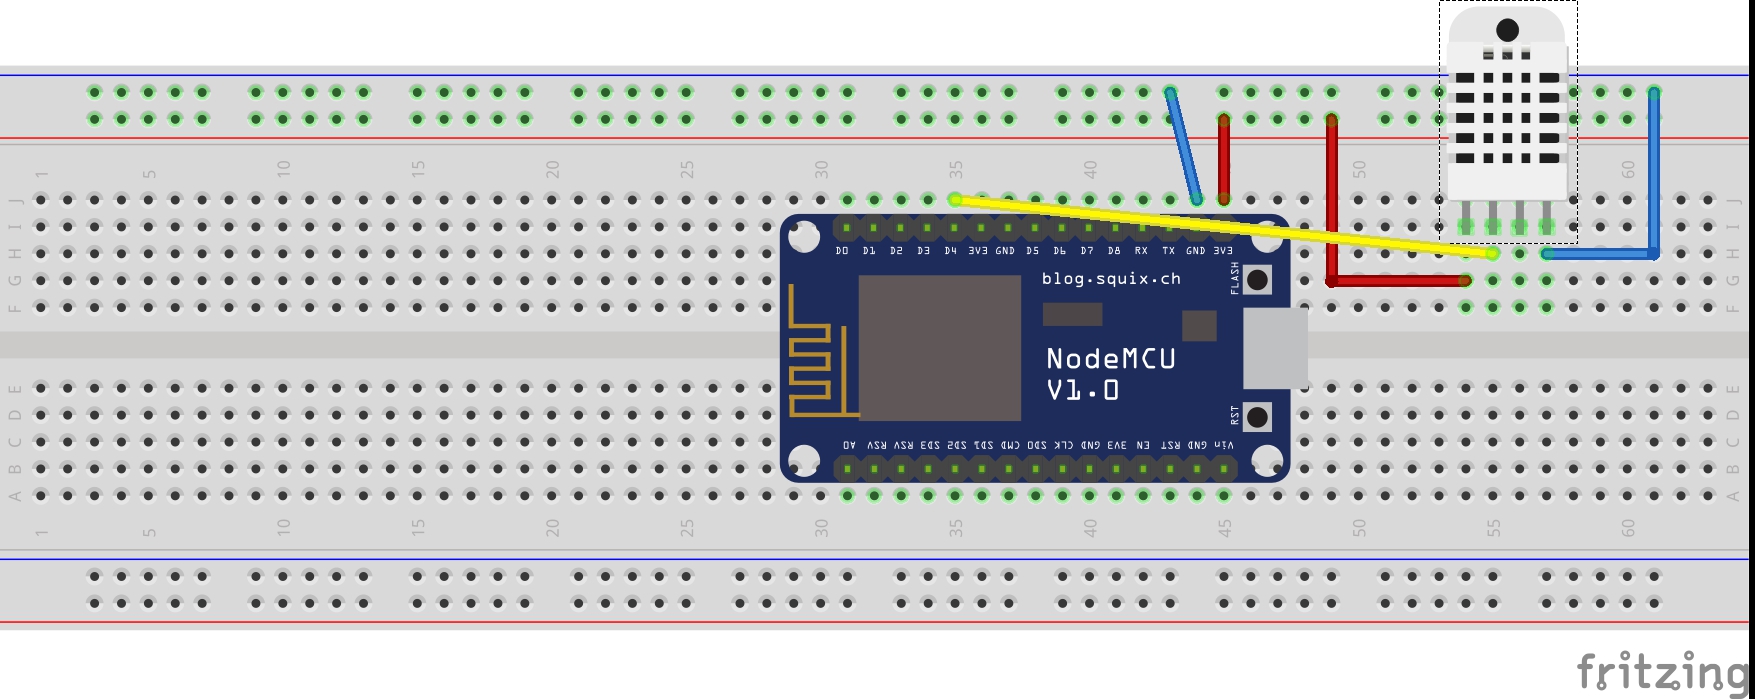 1 5 10 15 20 25 30 35 40 50 60
J J
I I
H H
G G
F F
D0 D1 D2 D3 D4 3V3 GND D5 D6 D7 D8 RX TX GND 3V3
blog.squix.ch
FLASH
NodeMCU
V1.0
RST
A0 RSV RSV SD3 SD2 SD1 CMD SD0 CLK GND 3V3 EN RST GND Vin
E E
D D
C C
B B
A A
1 5 10 15 20 25 30 35 40 45 50 55 60
fritzing